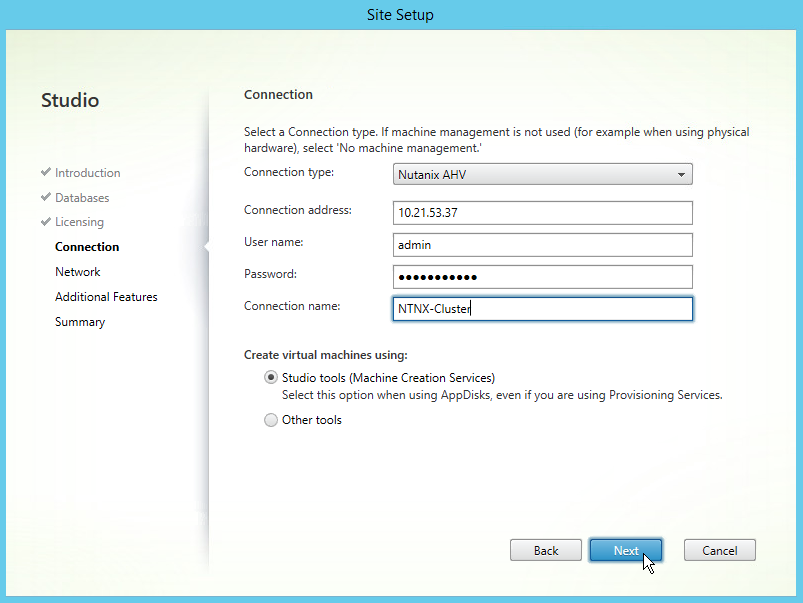 Site Setup
Studio
Introduction
Databases
Licensing
Connection
Network
Additional Features
Summary
Connection
Select a Connection type. If machine management is not used (for example when using physical
hardware), select 'No machine management.'
Connection type:
Nutanix AHV
Connection address:
10.21.53.37
User name:
admin
Password:
●●●●●●●●●●●
Connection name:
NTNX-Cluster
Create virtual machines using:
Studio tools (Machine Creation Services)
Select this option when using AppDisks, even if you are using Provisioning Services.
Other tools
Back
Next
Cancel